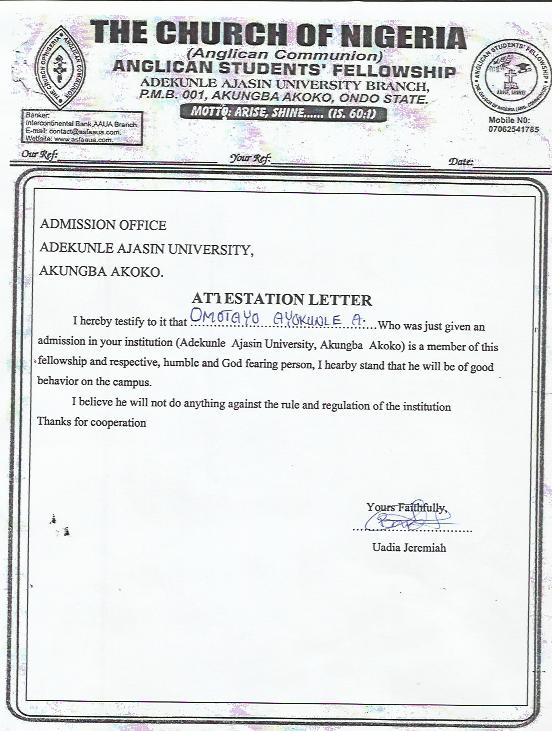 THE CHURCH OF NIGERIA
(Anglican Communion)
ANGLICAN STUDENTS' FELLOWSHIP
ADEKUNLE AJASIN UNIVERSITY BRANCH,
P.M.B. 001, AKUNGBA AKOKO, ONDO STATE.
MOTTO: ARISE, SHINE...... (IS. 60:1)
Banker:
Intercontinental Bank,AAUA Branch.
E-mail: contact@asfaaua.com.
Website: www.asfaaua.com
Mobile N0:
07062541785
Our Ref:
Your Ref:
Date:
ADMISSION OFFICE
ADEKUNLE AJASIN UNIVERSITY,
AKUNGBA AKOKO.
ATTESTATION LETTER
I hereby testify to it that OMOTAYO AYOKUNLE A. Who was just given an
admission in your institution (Adekunle Ajasin University, Akungba Akoko) is a member of this
fellowship and respective, humble and God fearing person, I hearby stand that he will be of good
behavior on the campus.
I believe he will not do anything against the rule and regulation of the institution
Thanks for cooperation
Yours Faithfully,
Uadia Jeremiah